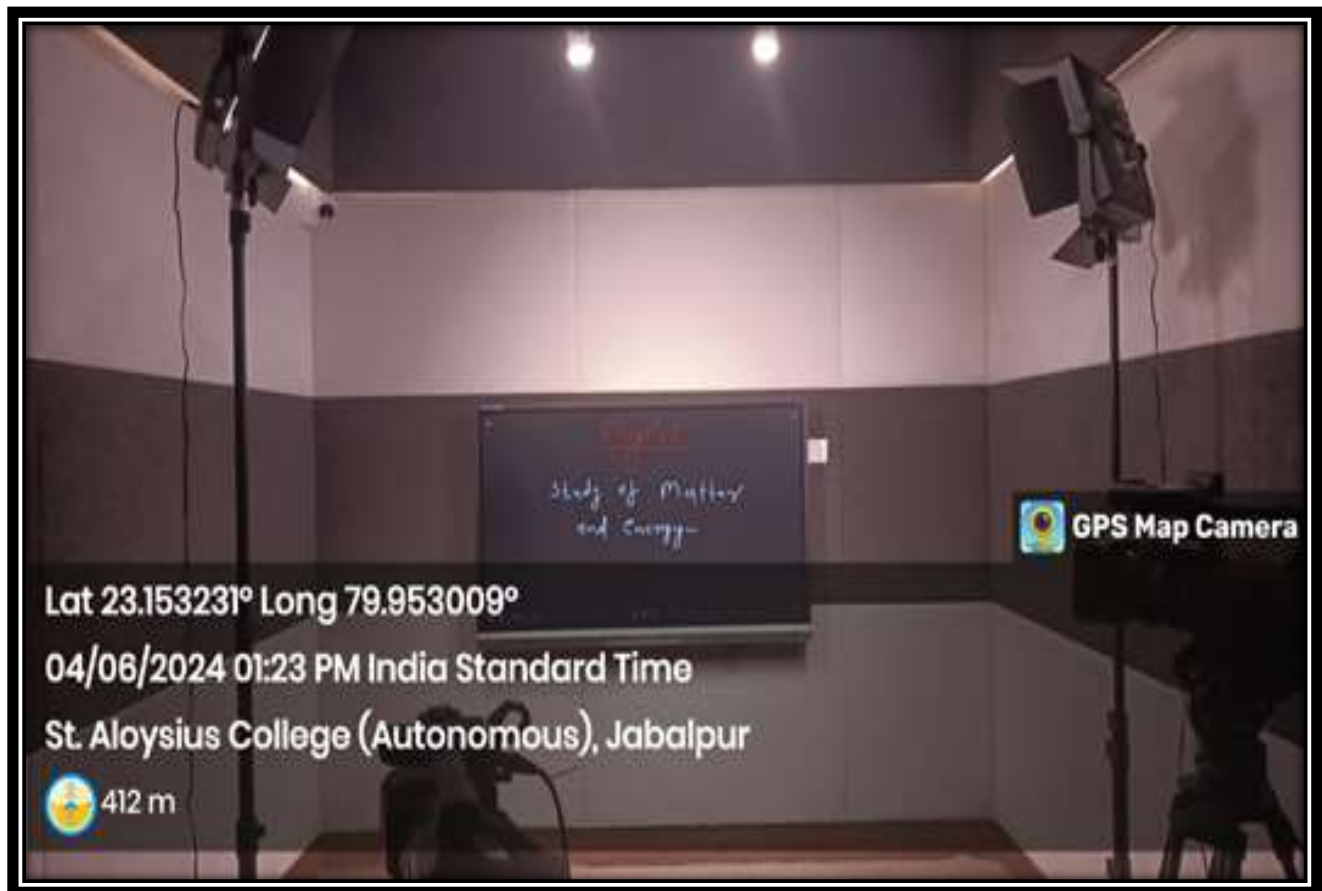 Study of Matter
and Energy-
GPS Map Camera
Lat 23.153231° Long 79.953009°
04/06/2024 01:23 PM India Standard Time
St. Aloysius College (Autonomous), Jabalpur
412 m